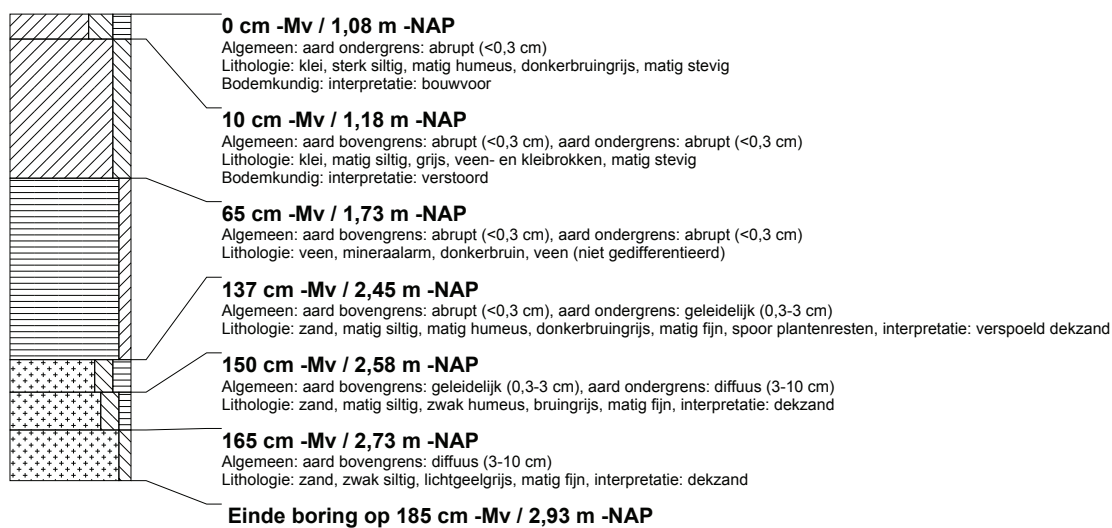 0 cm -Mv / 1,08 m -NAP
Algemeen: aard ondergrens: abrupt (<0,3 cm)
Lithologie: klei, sterk siltig, matig humeus, donkerbruingrijs, matig stevig
Bodemkundig: interpretatie: bouwvoor
10 cm -Mv / 1,18 m -NAP
Algemeen: aard bovengrens: abrupt (<0,3 cm), aard ondergrens: abrupt (<0,3 cm)
Lithologie: klei, matig siltig, grijs, veen- en kleibrokken, matig stevig
Bodemkundig: interpretatie: verstoord
65 cm -Mv / 1,73 m -NAP
Algemeen: aard bovengrens: abrupt (<0,3 cm), aard ondergrens: abrupt (<0,3 cm)
Lithologie: veen, mineraalarm, donkerbruin, veen (niet gedifferentieerd)
137 cm -Mv / 2,45 m -NAP
Algemeen: aard bovengrens: abrupt (<0,3 cm), aard ondergrens: geleidelijk (0,3-3 cm)
Lithologie: zand, matig siltig, matig humeus, donkerbruingrijs, matig fijn, spoor plantenresten, interpretatie: verspoeld dekzand
150 cm -Mv / 2,58 m -NAP
Algemeen: aard bovengrens: geleidelijk (0,3-3 cm), aard ondergrens: diffuus (3-10 cm)
Lithologie: zand, matig siltig, zwak humeus, bruingrijs, matig fijn, interpretatie: dekzand
165 cm -Mv / 2,73 m -NAP
Algemeen: aard bovengrens: diffuus (3-10 cm)
Lithologie: zand, zwak siltig, lichtgeelgrijs, matig fijn, interpretatie: dekzand
Einde boring op 185 cm -Mv / 2,93 m -NAP